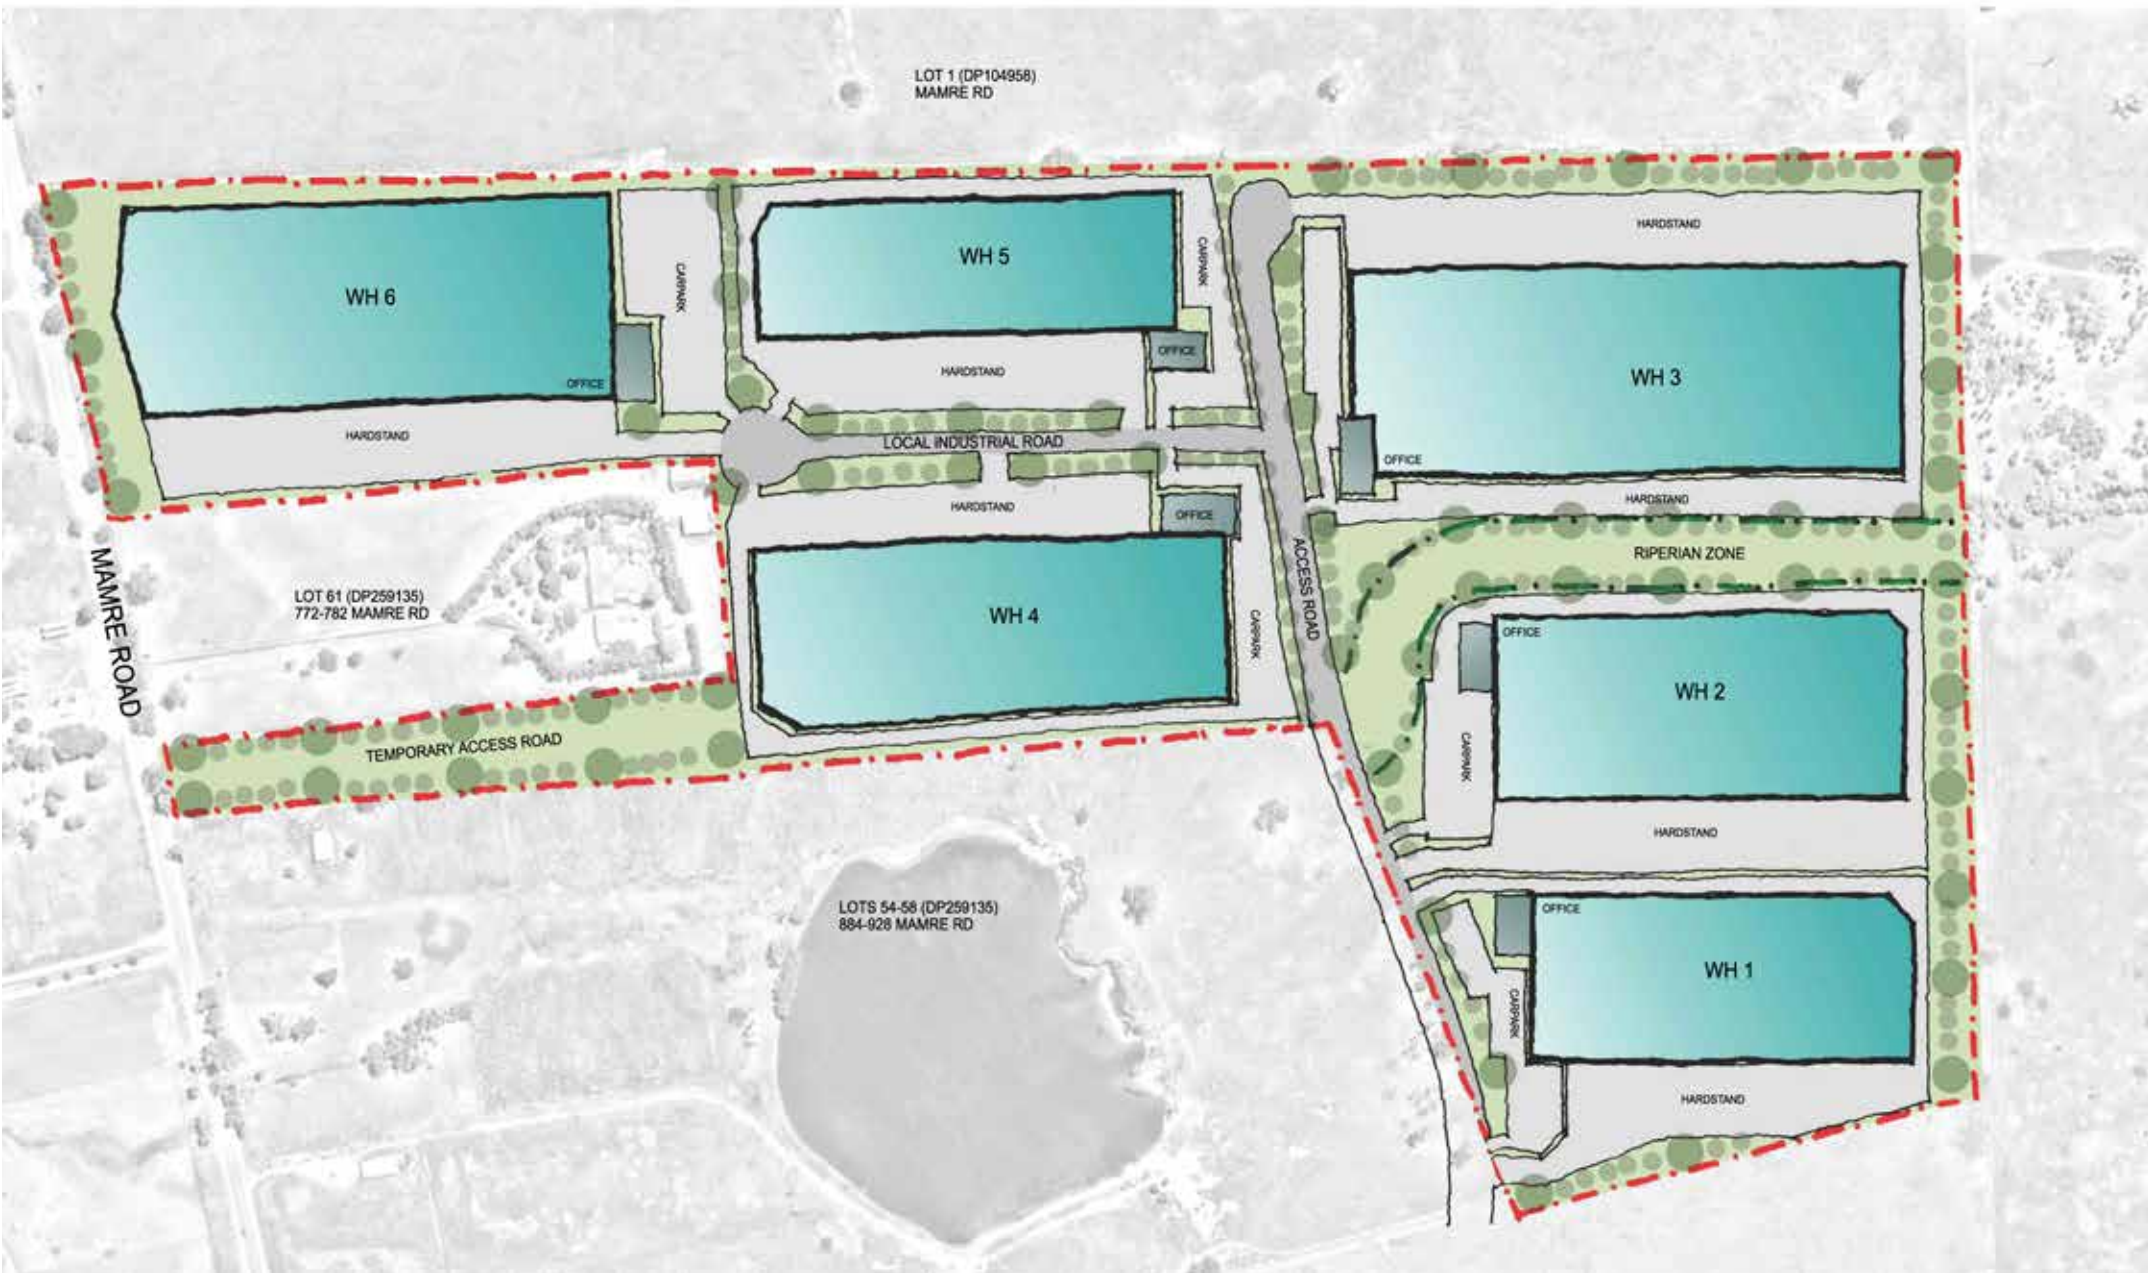 LOT 1 (DP104958)
MAMRE RD
HARDSTAND
WH 5
CARPARK
CARPARK
WH 6
OFFICE
HARDSTAND
OFFICE
HARDSTAND
WH 3
OFFICE
HARDSTAND
LOCAL INDUSTRIAL ROAD
HARDSTAND
OFFICE
WH 4
CARPARK
ACCESS ROAD
RIPERIAN ZONE
MAMRE ROAD
LOT 61 (DP259135)
772-782 MAMRE RD
TEMPORARY ACCESS ROAD
OFFICE
WH 2
CARPARK
HARDSTAND
LOTS 54-58 (DP259135)
884-928 MAMRE RD
OFFICE
WH 1
CARPARK
HARDSTAND